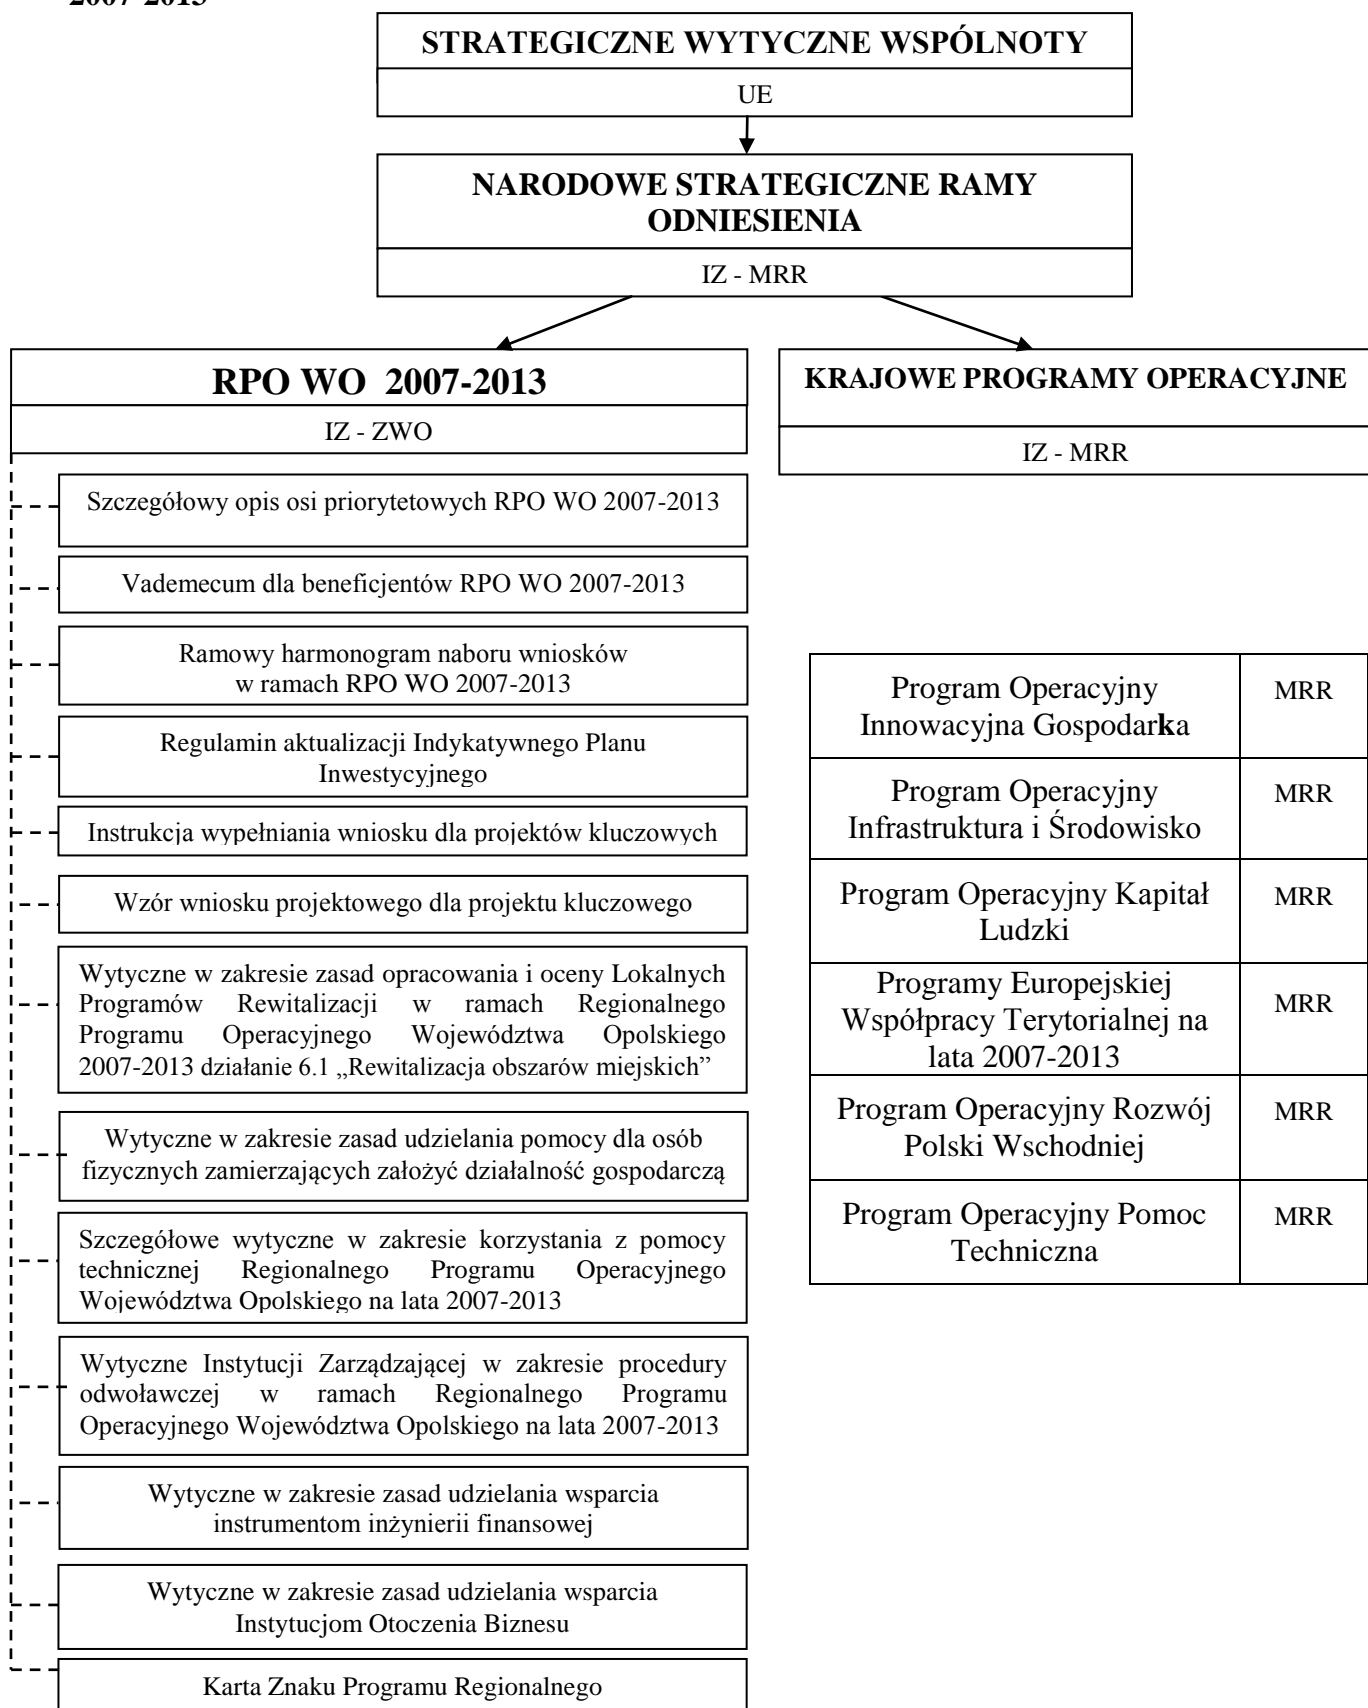 2007-2013
STRATEGICZNE WYTYCZNE WSPÓLNOTY
UE
NARODOWE STRATEGICZNE RAMY
ODNIESIENIA
IZ - MRR
RPO WO 2007-2013
IZ - ZWO
KRAJOWE PROGRAMY OPERACYJNE
IZ - MRR
Szczegółowy opis osi priorytetowych RPO WO 2007-2013
Vademecum dla beneficjentów RPO WO 2007-2013
Ramowy harmonogram naboru wniosków
w ramach RPO WO 2007-2013
Regulamin aktualizacji Indykatywnego Planu
Inwestycyjnego
Instrukcja wypełniania wniosku dla projektów kluczowych
Wzór wniosku projektowego dla projektu kluczowego
Wytyczne w zakresie zasad opracowania i oceny Lokalnych
Programów Rewitalizacji w ramach Regionalnego
Programu Operacyjnego Województwa Opolskiego
2007-2013 działanie 6.1 „Rewitalizacja obszarów miejskich”
Wytyczne w zakresie zasad udzielania pomocy dla osób
fizycznych zamierzających założyć działalność gospodarczą
Szczegółowe wytyczne w zakresie korzystania z pomocy
technicznej Regionalnego Programu Operacyjnego
Województwa Opolskiego na lata 2007-2013
Wytyczne Instytucji Zarządzającej w zakresie procedury
odwoławczej w ramach Regionalnego Programu
Operacyjnego Województwa Opolskiego na lata 2007-2013
Wytyczne w zakresie zasad udzielania wsparcia
instrumentom inżynierii finansowej
Wytyczne w zakresie zasad udzielania wsparcia
Instytucjom Otoczenia Biznesu
Karta Znaku Programu Regionalnego
Program Operacyjny MRR
Innowacyjna Gospodarka
Program Operacyjny MRR
Infrastruktura i Środowisko
Program Operacyjny Kapitał MRR
Ludzki
Programy Europejskiej MRR
Współpracy Terytorialnej na
lata 2007-2013
Program Operacyjny Rozwój MRR
Polski Wschodniej
Program Operacyjny Pomoc MRR
Techniczna